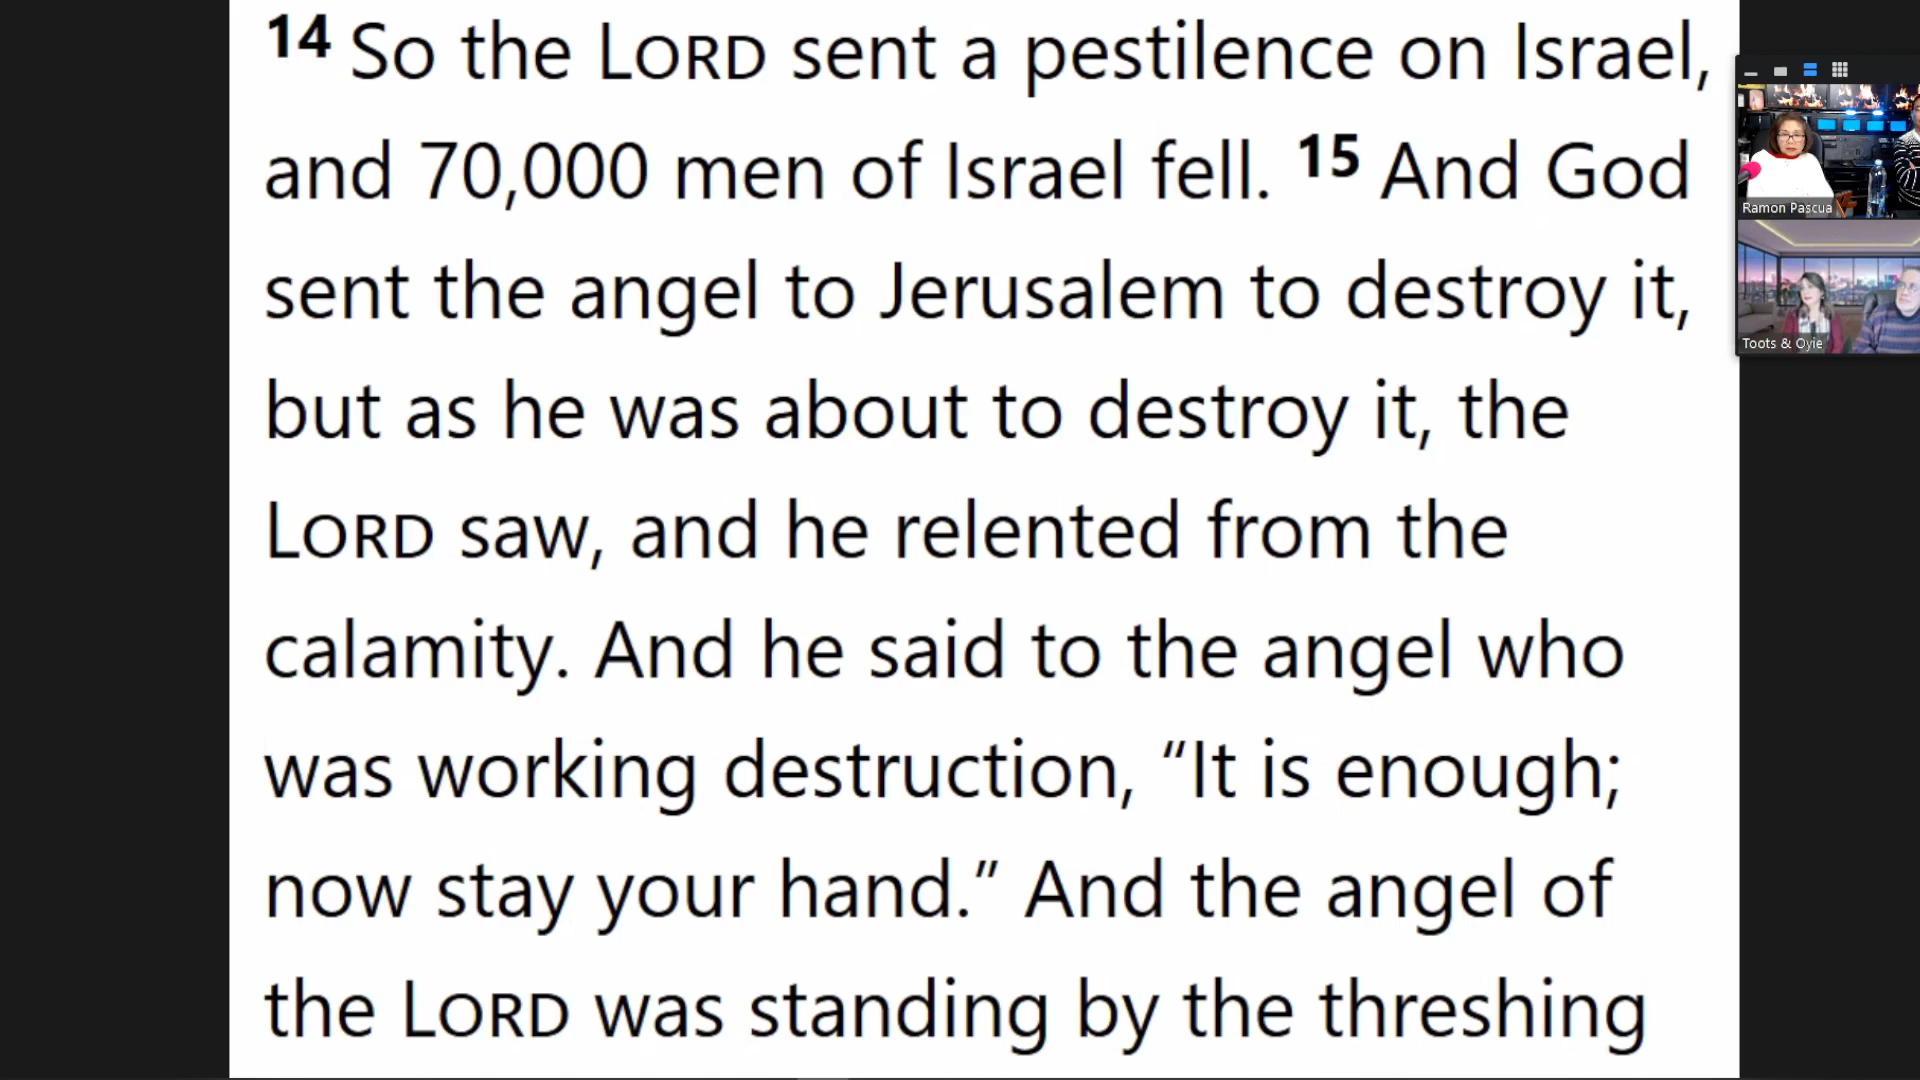 14 So the LORD sent a pestilence on Israel,
and 70,000 men of Israel fell. 15 And God
sent the angel to Jerusalem to destroy it,
but as he was about to destroy it, the
LORD saw, and he relented from the
calamity. And he said to the angel who
was working destruction, “It is enough;
now stay your hand.” And the angel of
the LORD was standing by the threshing
Ramon Pascua
Toots & Oyie